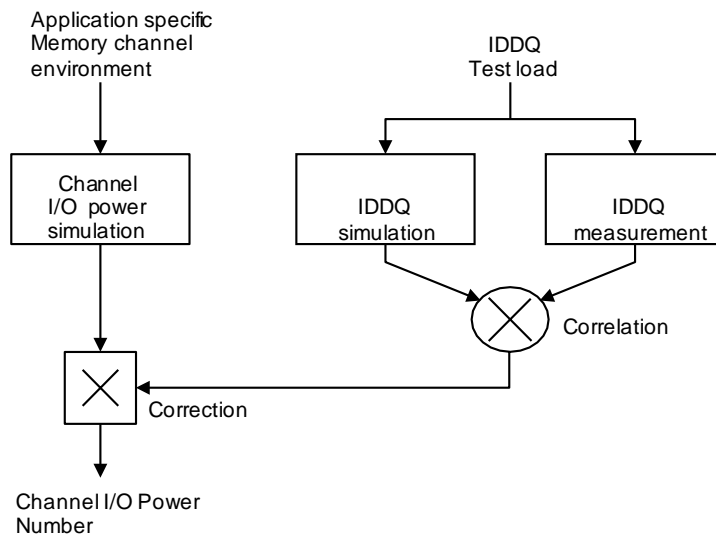 Application specific
Memory channel
environment
IDDQ
Test load
Channel
I/O power
simulation
IDDQ
simulation
IDDQ
measurement
Correlation
Correction
Channel I/O Power
Number